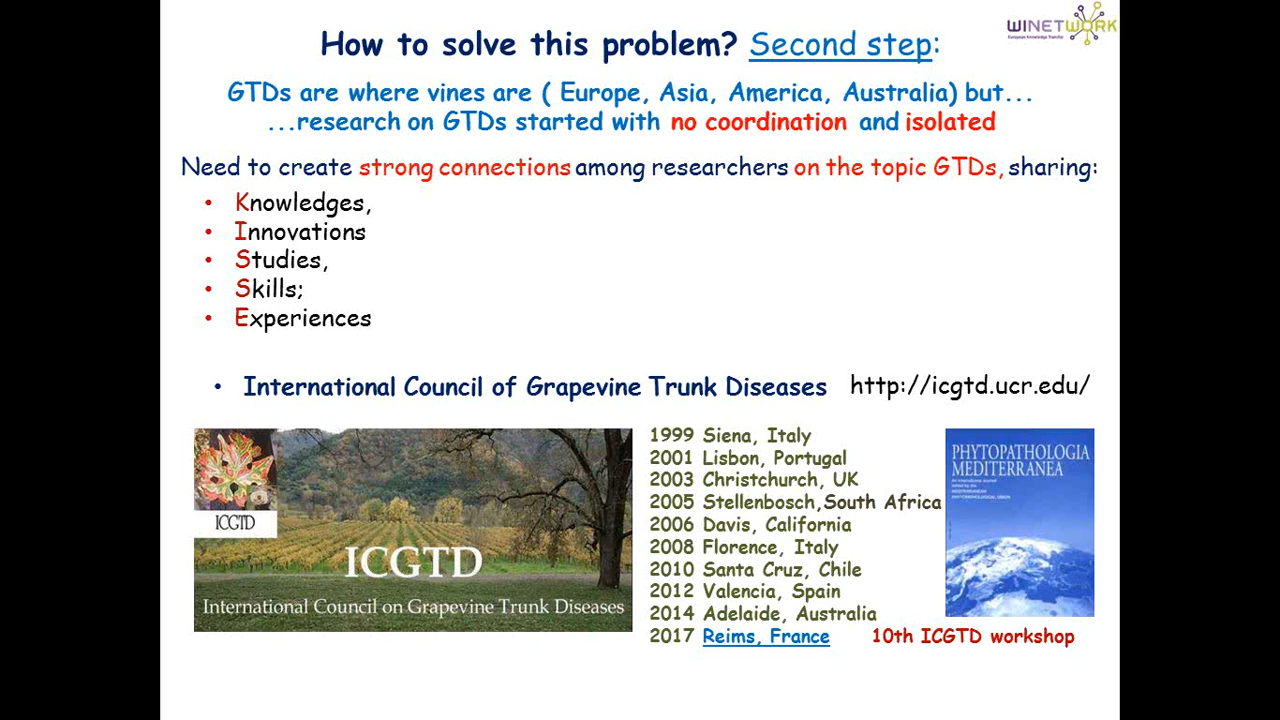 WINETWORK
How to solve this problem? Second step:
GTDs are where vines are ( Europe, Asia, America, Australia) but...
...research on GTDs started with no coordination and isolated
Need to create strong connections among researchers on the topic GTDs, sharing:
• Knowledges,
• Innovations
• Studies,
• Skills;
• Experiences
• International Council of Grapevine Trunk Diseases http://icgtd.ucr.edu/
ICGTD
ICGTD
International Council on Grapevine Trunk Diseases
1999 Siena, Italy
2001 Lisbon, Portugal
2003 Christchurch, UK
2005 Stellenbosch,South Africa
2006 Davis, California
2008 Florence, Italy
2010 Santa Cruz, Chile
2012 Valencia, Spain
2014 Adelaide, Australia
2017 Reims, France 10th ICGTD workshop
PHYTOPATHOLOGIA
MEDITERRANEA